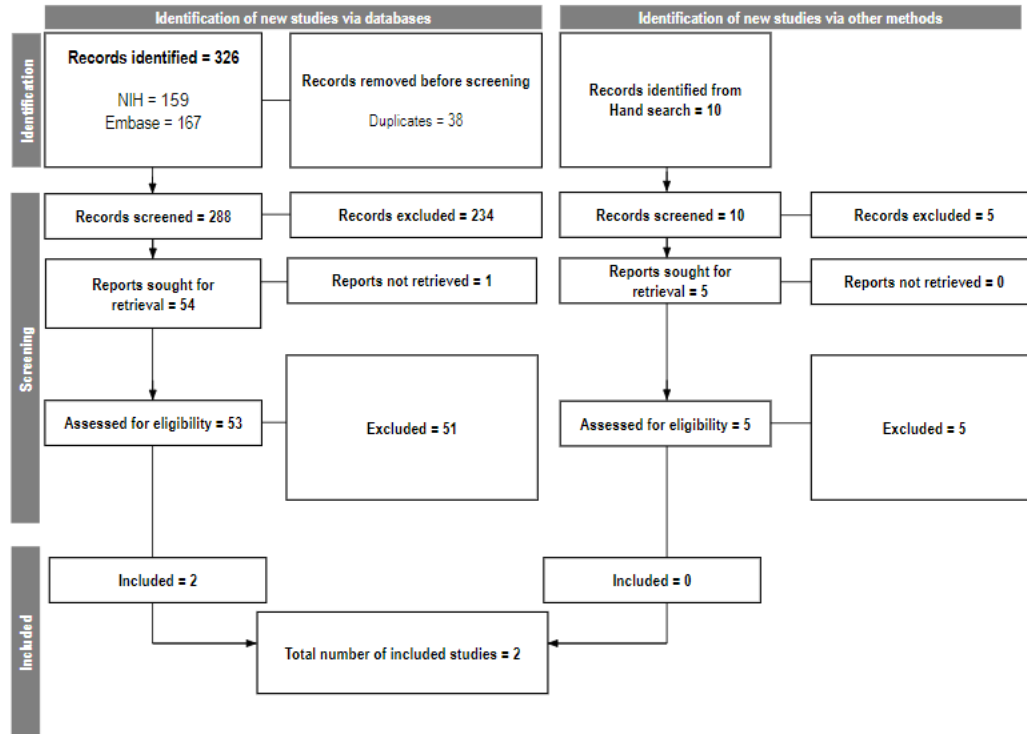 Identification of new studies via databases
Identification of new studies via other methods
Identification
Records identified = 326
NIH = 159
Embase = 167
Records removed before screening
Duplicates = 38
Records identified from
Hand search = 10
Screening
Records screened = 288
Records excluded = 234
Records screened = 10
Records excluded = 5
Reports sought for
retrieval = 54
Reports not retrieved = 1
Reports sought for
retrieval = 5
Reports not retrieved = 0
Assessed for eligibility = 53
Excluded = 51
Assessed for eligibility = 5
Excluded = 5
Included
Included = 2
Included = 0
Total number of included studies = 2